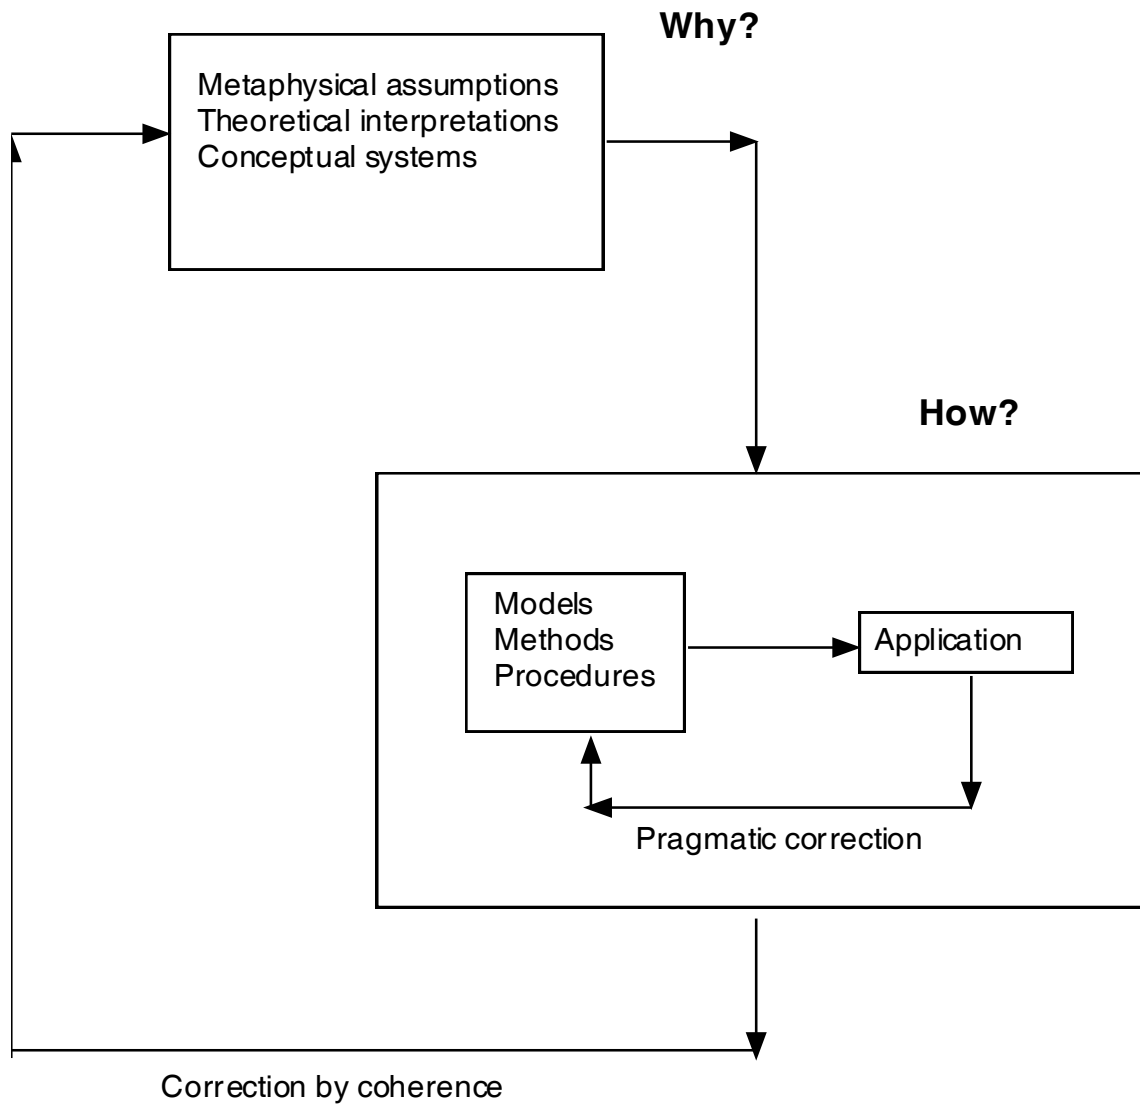 Why?
Metaphysical assumptions
Theoretical interpretations
Conceptual systems
How?
Models
Methods
Procedures
Application
Pragmatic correction
Correction by coherence